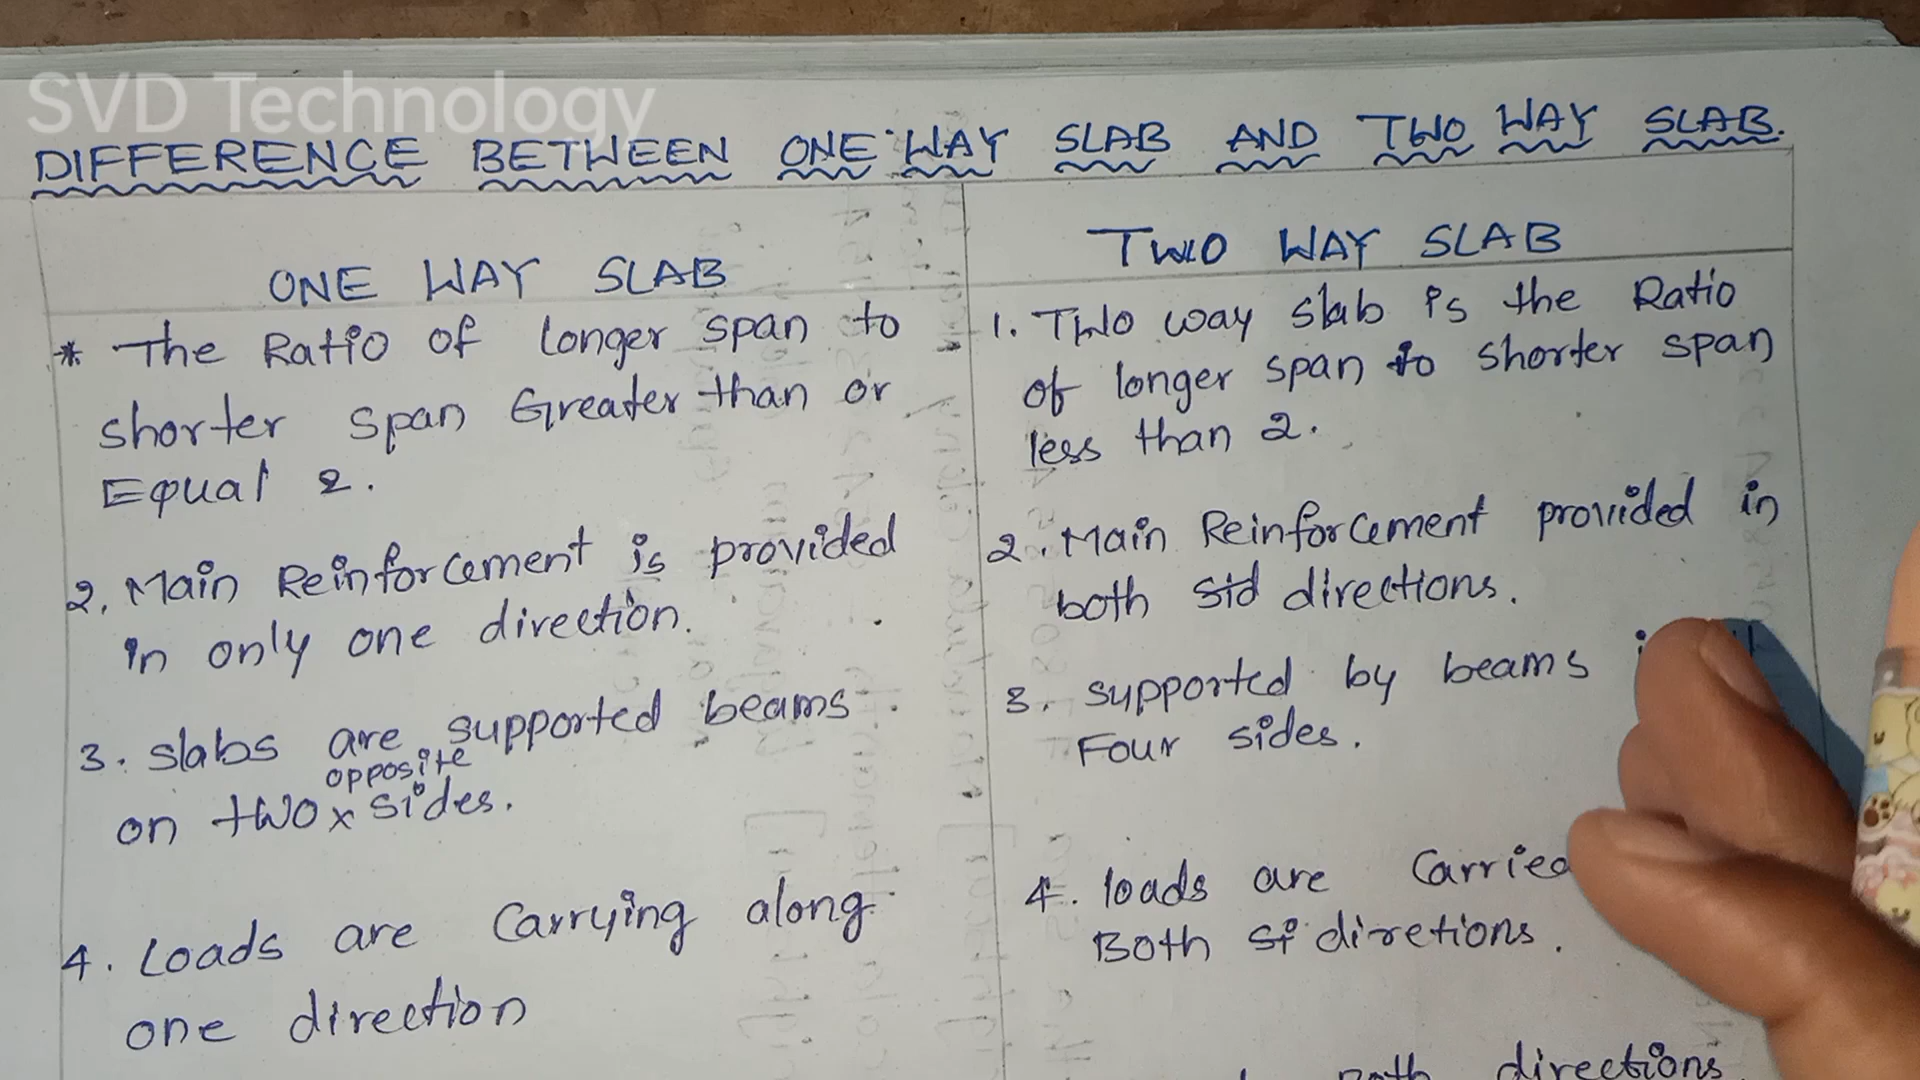 SVD Technology
DIFFERENCE BETWEEN ONE WAY SLAB AND TWO WAY SLAB.
ONE WAY SLAB
* The Ratio of longer span to
shorter span Greater than or
Equal 2.
2. Main Reinforcement is provided
in only one direction.
3. slabs are supported beams
opposite
on two x sides.
4. Loads are carrying along
one direction
TWO WAY SLAB
1. Two way slab is the Ratio
of longer span to shorter span
less than 2.
2. Main Reinforcement provided in
both sid directions.
3. supported by beams
Four sides.
4. loads are Carried
Both si diretions.
Both directions